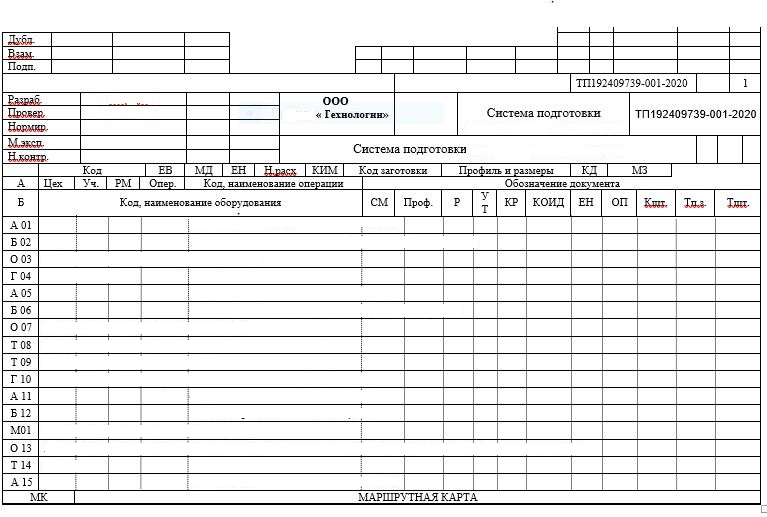 Дубл.
Взам.
Подп.
ТП192409739-001-2020 1
Разраб.
Провер.
Нормир.
ООО
« Технологии»
Система подготовки ТП192409739-001-2020
М.эксп.
Н.контр.
Система подготовки
Код ЕВ МД ЕН Н.расх КИМ Код заготовки Профиль и размеры КД МЗ
А Цех Уч. РМ Опер. Код, наименование операции Обозначение документа
Б Код, наименование оборудования СМ Проф. Р УТ КР КОИД ЕН ОП Кшт. Тп.з. Тшт.
А 01
Б 02
О 03
Г 04
А 05
Б 06
О 07
Т 08
Т 09
Г 10
А 11
Б 12
М01
О 13
Т 14
А 15
МК МАРШРУТНАЯ КАРТА